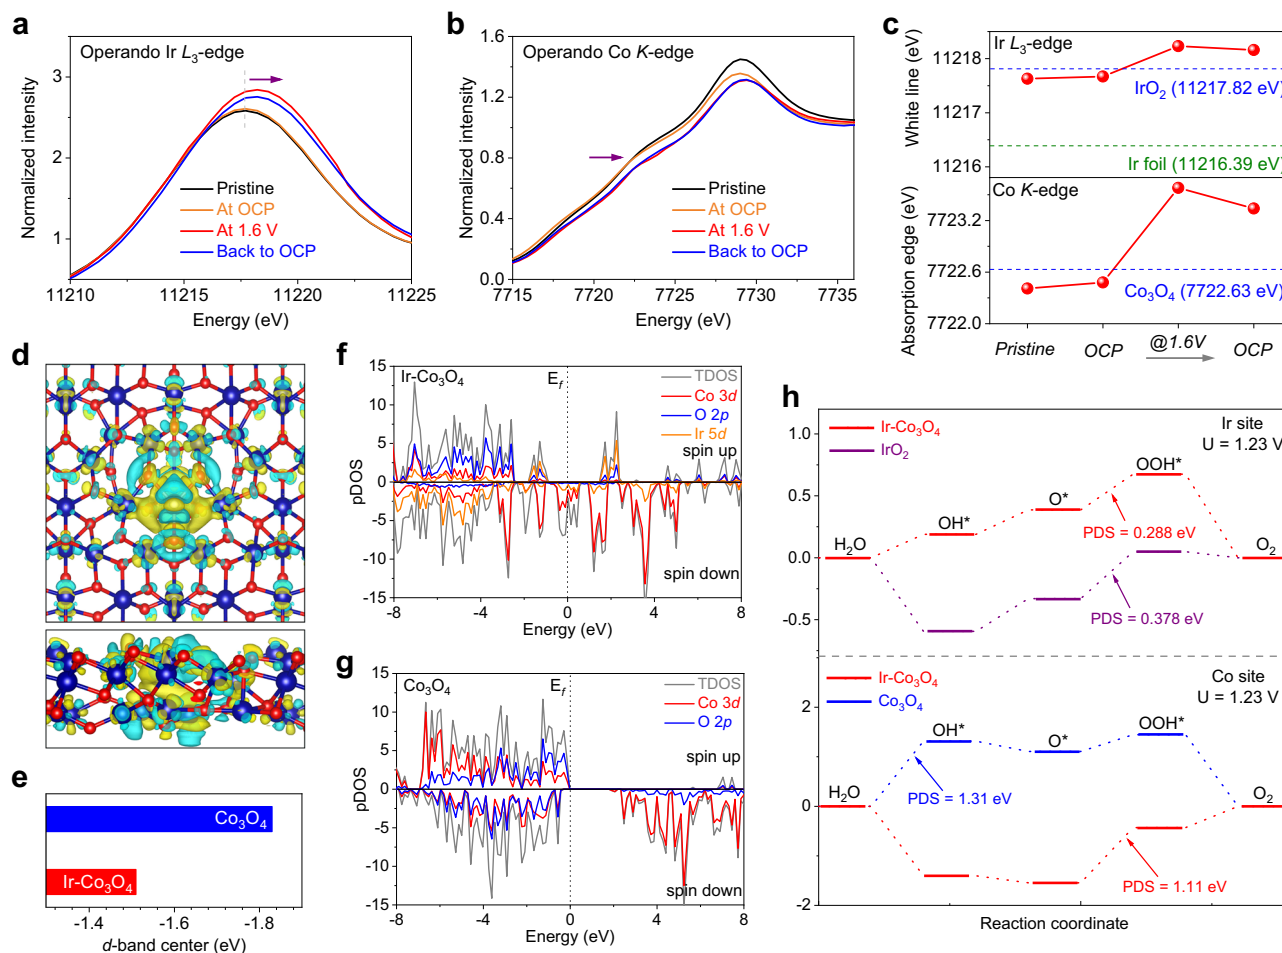 a
Operando Ir L3-edge
Normalized intensity
3
2
1
Pristine
At OCP
At 1.6 V
Back to OCP
11210
11215
11220
11225
Energy (eV)
b
Operando Co K-edge
Normalized intensity
1.6
1.2
0.8
0.4
0.0
Pristine
At OCP
At 1.6 V
Back to OCP
7715
7720
7725
7730
7735
Energy (eV)
c
White line (eV)
11218
11217
11216
Ir L3-edge
IrO2 (11217.82 eV)
Ir foil (11216.39 eV)
Absorption edge (eV)
7723.2
7722.6
7722.0
Co K-edge
Co3O4 (7722.63 eV)
Pristine
OCP
@1.6V
OCP
d
e
Co3O4
Ir-Co3O4
-1.4
-1.6
-1.8
d-band center (eV)
f
Ir-Co3O4
Ef
TDOS
Co 3d
O 2p
Ir 5d
spin up
spin down
pDOS
15
10
5
0
-5
-10
-15
-8
-4
0
4
8
Energy (eV)
g
Co3O4
Ef
TDOS
Co 3d
O 2p
spin up
spin down
pDOS
15
10
5
0
-5
-10
-15
-8
-4
0
4
8
Energy (eV)
h
Ir-Co3O4
IrO2
Ir site
U = 1.23 V
1.0
0.5
0.0
-0.5
H2O
OH*
O*
OOH*
O2
PDS = 0.288 eV
PDS = 0.378 eV
Ir-Co3O4
Co3O4
Co site
U = 1.23 V
2
0
-2
H2O
OH*
O*
OOH*
O2
PDS = 1.31 eV
PDS = 1.11 eV
Reaction coordinate